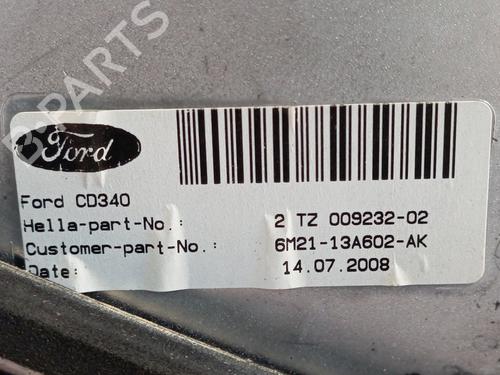 Ford
Ford CD340
Hella-part-No.: 2 TZ 009232-02
Customer-part-No.: 6M21-13A602-AK
Date: 14.07.2008
B-PARTS